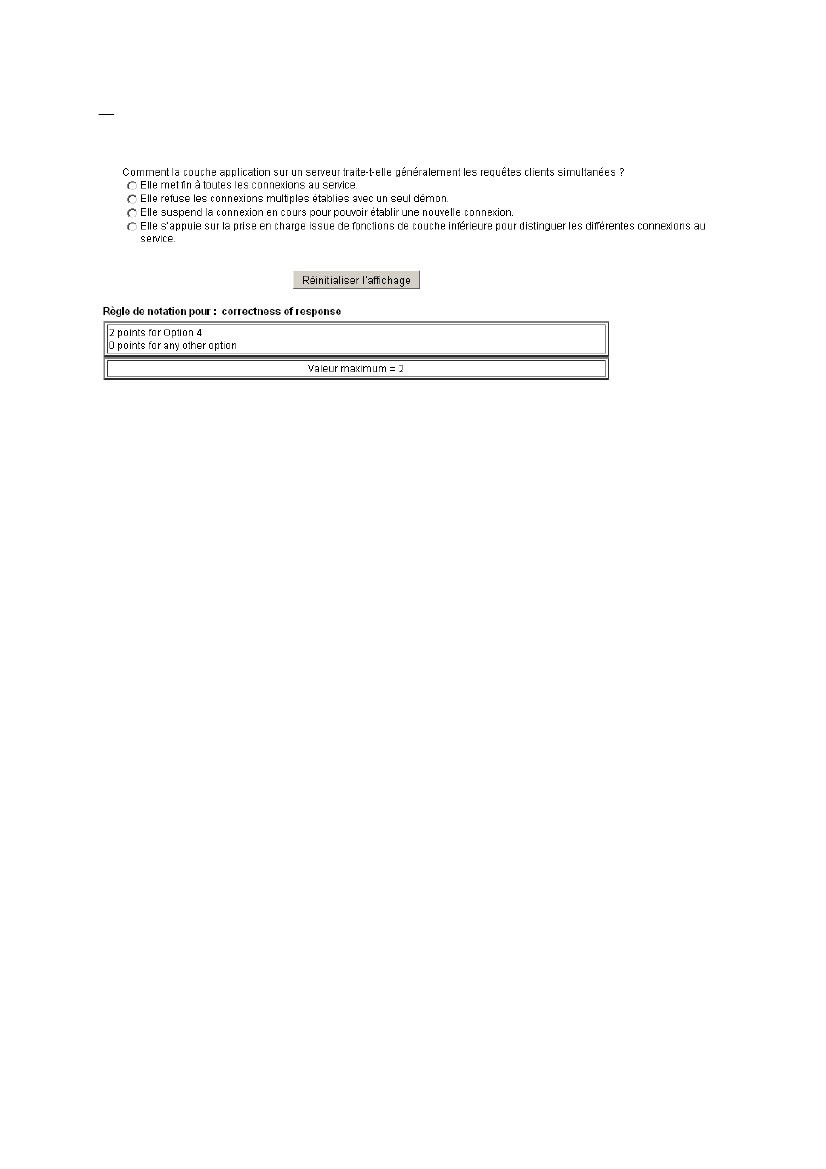 Comment la couche application sur un serveur traite-t-elle généralement les requêtes clients simultanées ?
Elle met fin à toutes les connexions au service.
Elle refuse les connexions multiples établies avec un seul démon.
Elle suspend la connexion en cours pour pouvoir établir une nouvelle connexion.
Elle s'appuie sur la prise en charge issue de fonctions de couche inférieure pour distinguer les différentes connexions au
service.
Réinitialiser l'affichage
Règle de notation pour : correctness of response
2 points for Option 4
0 points for any other option
Valeur maximum = 2